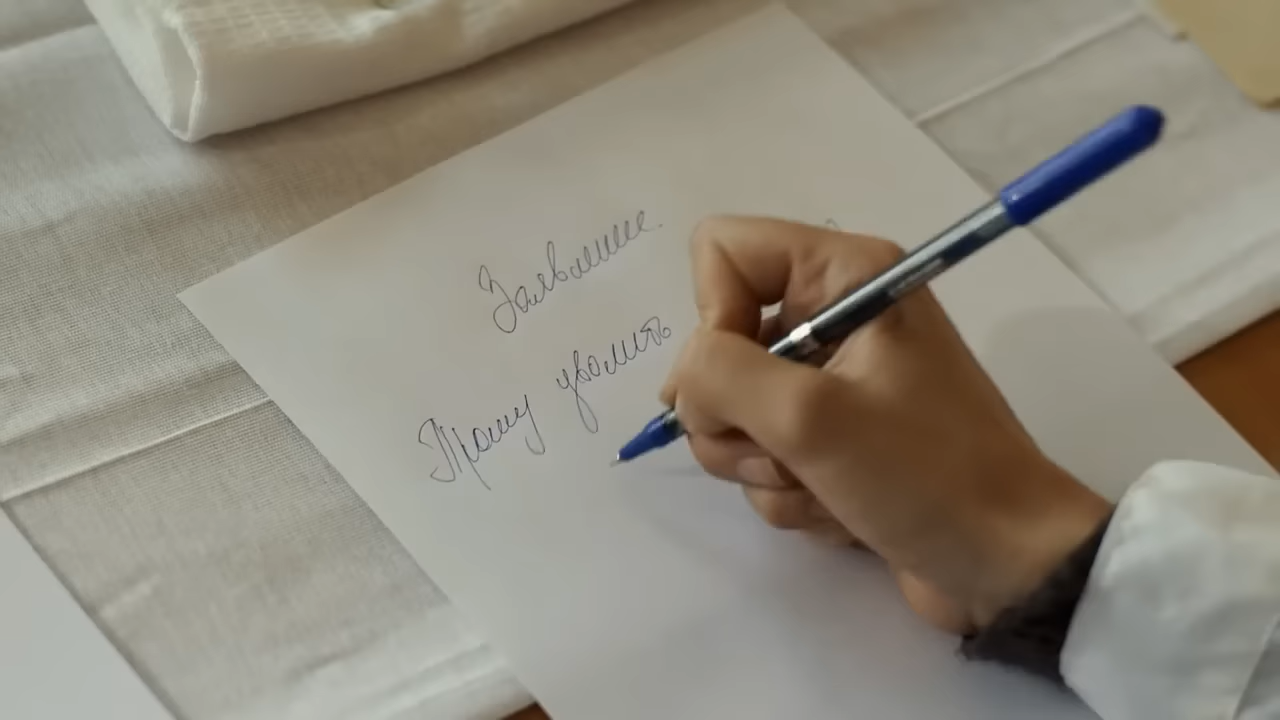 Заявление.
Прошу уволить